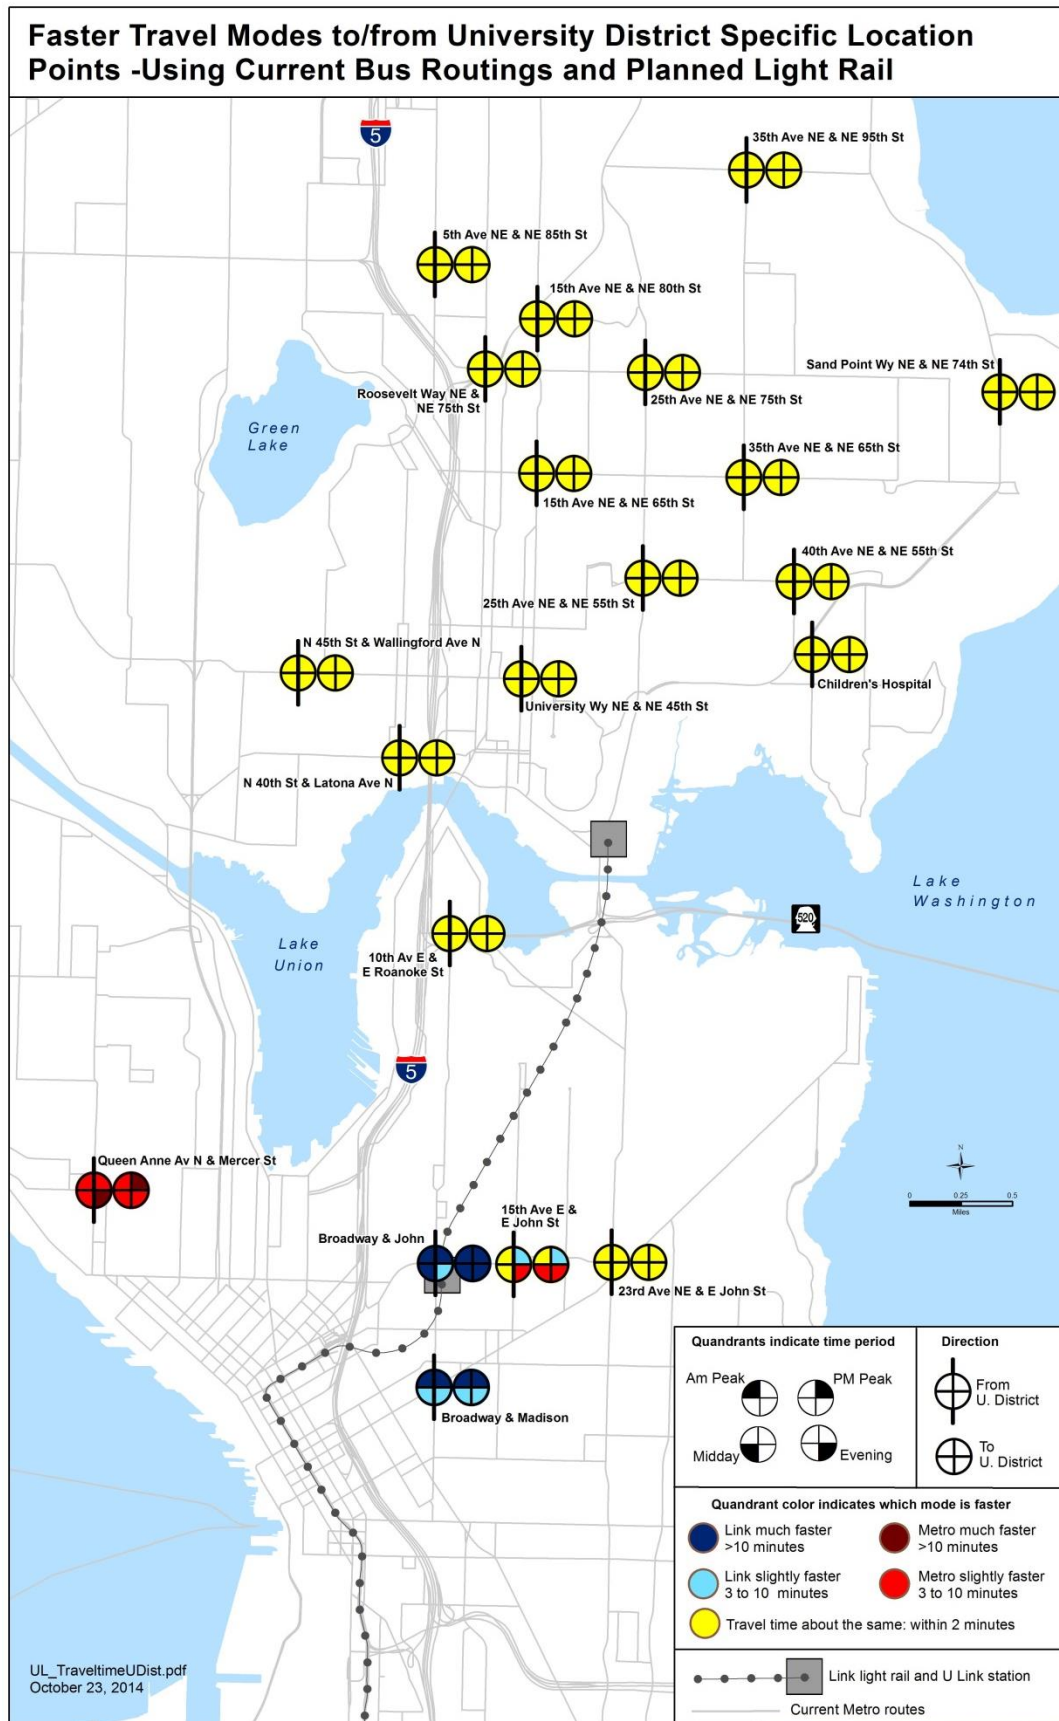 Faster Travel Modes to/from University District Specific Location
Points -Using Current Bus Routings and Planned Light Rail
5
35th Ave NE & NE 95th St
5th Ave NE & NE 85th St
15th Ave NE & NE 80th St
Sand Point Wy NE & NE 74th St
Roosevelt Way NE &
NE 75th St
25th Ave NE & NE 75th St
Green
Lake
35th Ave NE & NE 65th St
15th Ave NE & NE 65th St
40th Ave NE & NE 55th St
25th Ave NE & NE 55th St
N 45th St & Wallingford Ave N
Children's Hospital
University Wy NE & NE 45th St
N 40th St & Latona Ave N
Lake
Washington
520
Lake
Union
10th Av E &
E Roanoke St
5
Queen Anne Av N & Mercer St
N
0 0.25 0.5
Miles
15th Ave E &
E John St
Broadway & John
23rd Ave NE & E John St
Broadway & Madison
Quadrants indicate time period
Am Peak
PM Peak
Midday
Evening
Direction
From
U. District
To
U. District
Quadrant color indicates which mode is faster
Link much faster
>10 minutes
Metro much faster
>10 minutes
Link slightly faster
3 to 10 minutes
Metro slightly faster
3 to 10 minutes
Travel time about the same: within 2 minutes
Link light rail and U Link station
Current Metro routes
UL_TraveltimeUDist.pdf
October 23, 2014